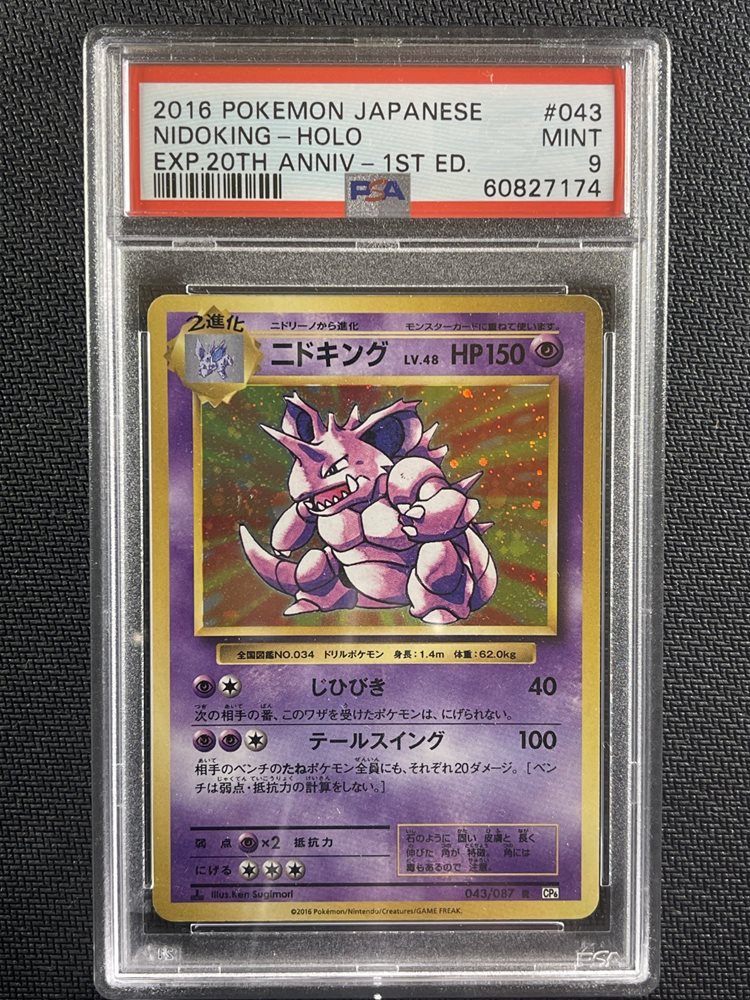 2016 POKEMON JAPANESE #043
NIDOKING-HOLO MINT
EXP.20TH ANNIV-1ST ED. 9
PSA 60827174
2進化 ニドリーノから進化 モンスターカードに重ねて使います。
ニドキング LV.48 HP150
全国図鑑NO.034 ドリルポケモン 身長:1.4m 体重:62.0kg
じひびき 40
次の相手の番、このワザを受けたポケモンは、にげられない。
テールスイング 100
相手のベンチのたねポケモン全員にも、それぞれ20ダメージ。[ベン
チは弱点・抵抗力の計算をしない。]
弱点 ×2 抵抗力
にげる
石のように 固い 皮膚と 長く
伸びた 角が 特徴。角には
毒もあるので 注意。
Illus.Ken Sugimori 043/087 R CP6
©2016 Pokémon/Nintendo/Creatures/GAME FREAK.